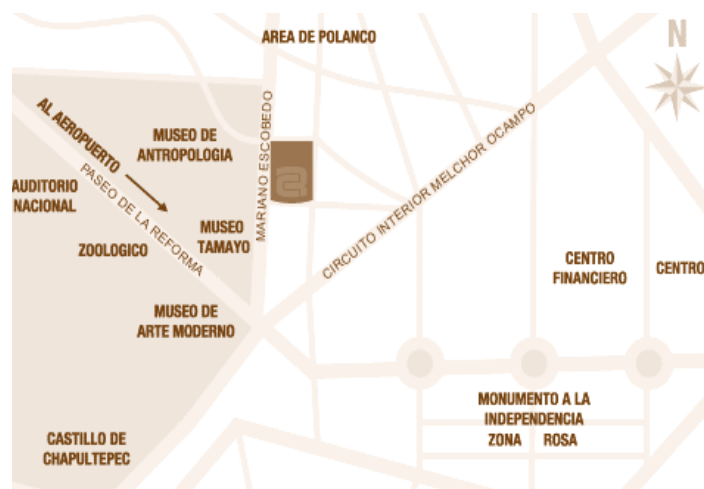 AREA DE POLANCO
N
AL AEROPUERTO
MUSEO DE
ANTROPOLOGIA
MARIANO ESCOBEDO
CIRCUITO INTERIOR MELCHOR OCAMPO
AUDITORIO
NACIONAL
PASEO DE LA REFORMA
ZOOLOGICO
MUSEO
TAMAYO
CENTRO
FINANCIERO
CENTRO
MUSEO DE
ARTE MODERNO
MONUMENTO A LA
INDEPENDENCIA
ZONA ROSA
CASTILLO DE
CHAPULTEPEC